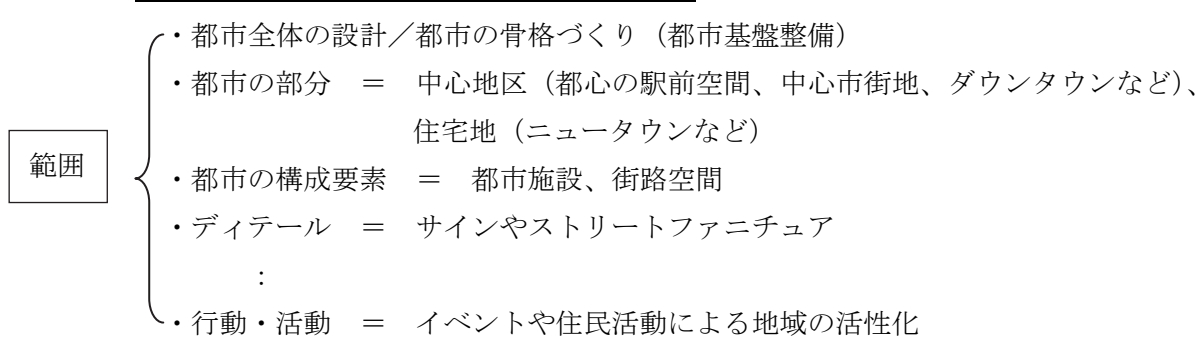 ・都市全体の設計／都市の骨格づくり（都市基盤整備）
・都市の部分 ＝ 中心地区（都心の駅前空間、中心市街地、ダウンタウンなど）、
住宅地（ニュータウンなど）
範囲
・都市の構成要素 ＝ 都市施設、街路空間
・ディテール ＝ サインやストリートファニチュア
：
・行動・活動 ＝ イベントや住民活動による地域の活性化